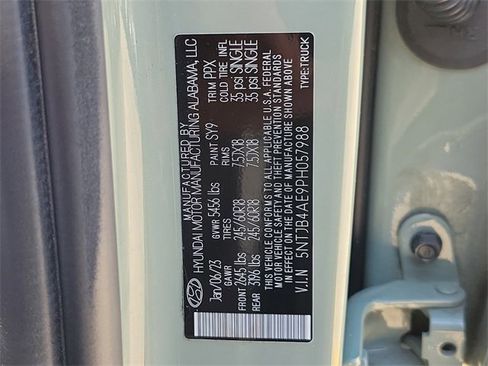 MANUFACTURED BY
HYUNDAI MOTOR MANUFACTURING ALABAMA, LLC
Jan/06/23 GVWR 5456 lbs PAINT SY9 TRIM PPX
GAWR TIRES RIMS COLD TIRE INFL
FRONT 2645 lbs 245/60R18 7.5JX18 35 psi SINGLE
REAR 3196 lbs 245/60R18 7.5JX18 35 psi SINGLE
THIS VEHICLE CONFORMS TO ALL APPLICABLE U.S.A. FEDERAL
MOTOR VEHICLE SAFETY AND THEFT PREVENTION STANDARDS
IN EFFECT ON THE DATE OF MANUFACTURE SHOWN ABOVE
V.I.N 5NTJB4AE9PH057988 TYPE:TRUCK